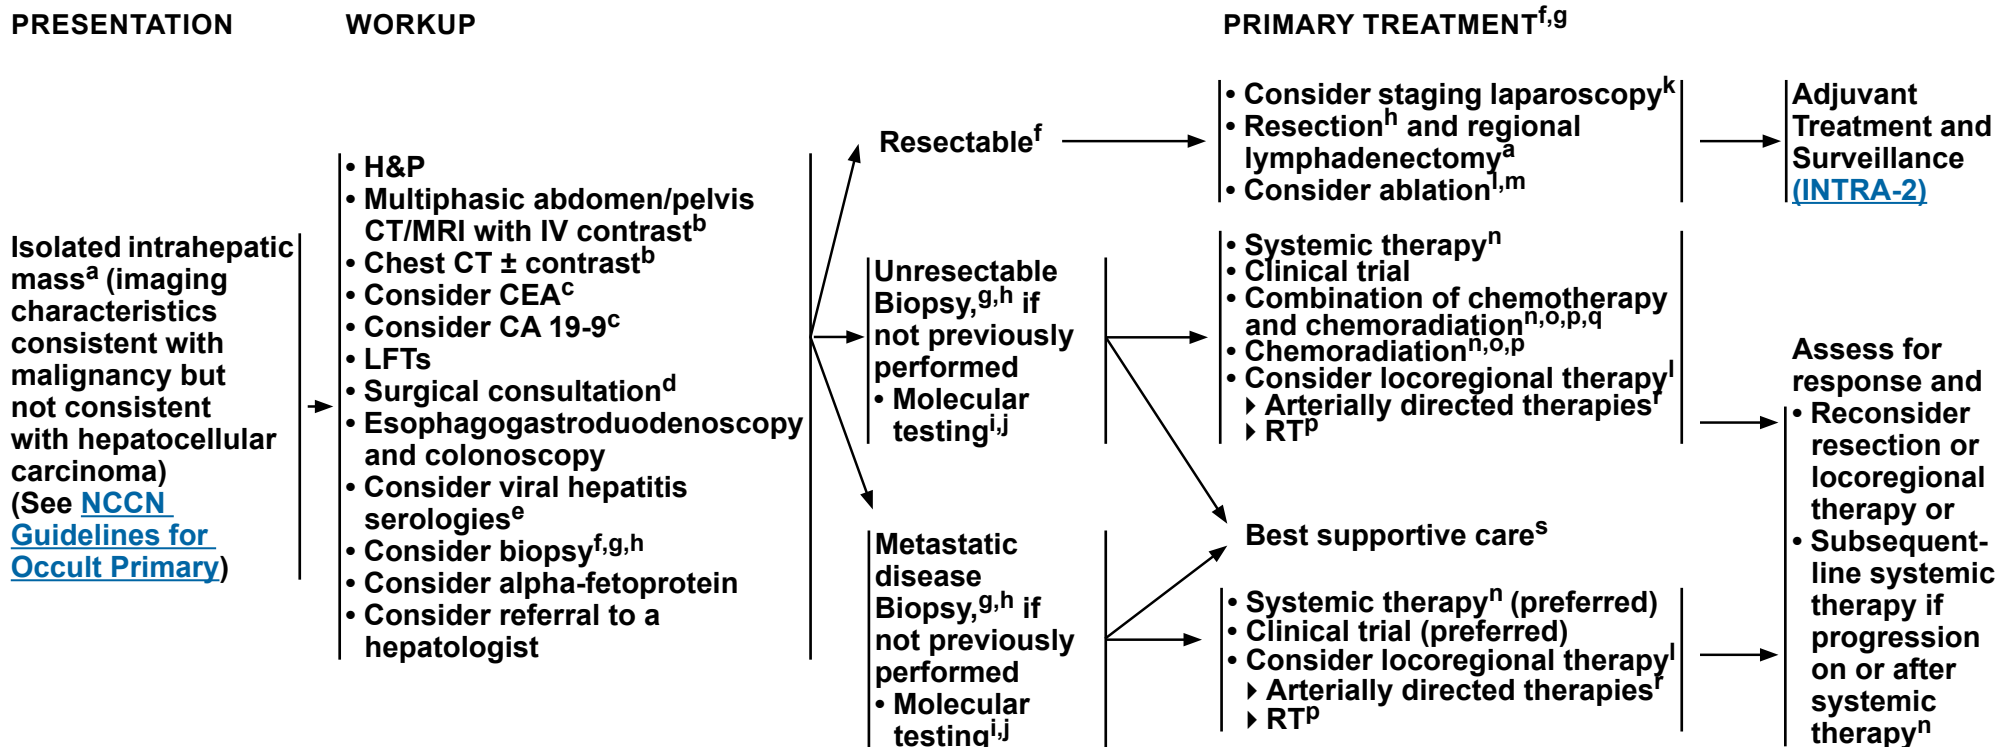 PRESENTATION
WORKUP
PRIMARY TREATMENTf,g
Isolated intrahepatic
massa (imaging
characteristics
consistent with
malignancy but
not consistent
with hepatocellular
carcinoma)
(See NCCN
Guidelines for
Occult Primary)
• H&P
• Multiphasic abdomen/pelvis
CT/MRI with IV contrastb
• Chest CT ± contrastb
• Consider CEAc
• Consider CA 19-9c
• LFTs
• Surgical consultationd
• Esophagogastroduodenoscopy
and colonoscopy
• Consider viral hepatitis
serologiese
• Consider biopsyf,g,h
• Consider alpha-fetoprotein
• Consider referral to a
hepatologist
Resectablef
• Consider staging laparoscopyk
• Resectionh and regional
lymphadenectomya
• Consider ablationl,m
Adjuvant
Treatment and
Surveillance
(INTRA-2)
Unresectable
Biopsy,g,h if
not previously
performed
• Molecular
testingi,j
• Systemic therapyn
• Clinical trial
• Combination of chemotherapy
and chemoradiationn,o,p,q
• Chemoradiationn,o,p
• Consider locoregional therapyl
▸ Arterially directed therapiesr
▸ RTp
Metastatic
disease
Biopsy,g,h if
not previously
performed
• Molecular
testingi,j
Best supportive cares
• Systemic therapyn (preferred)
• Clinical trial (preferred)
• Consider locoregional therapyl
▸ Arterially directed therapiesr
▸ RTp
Assess for
response and
• Reconsider
resection or
locoregional
therapy or
• Subsequent-
line systemic
therapy if
progression
on or after
systemic
therapyn